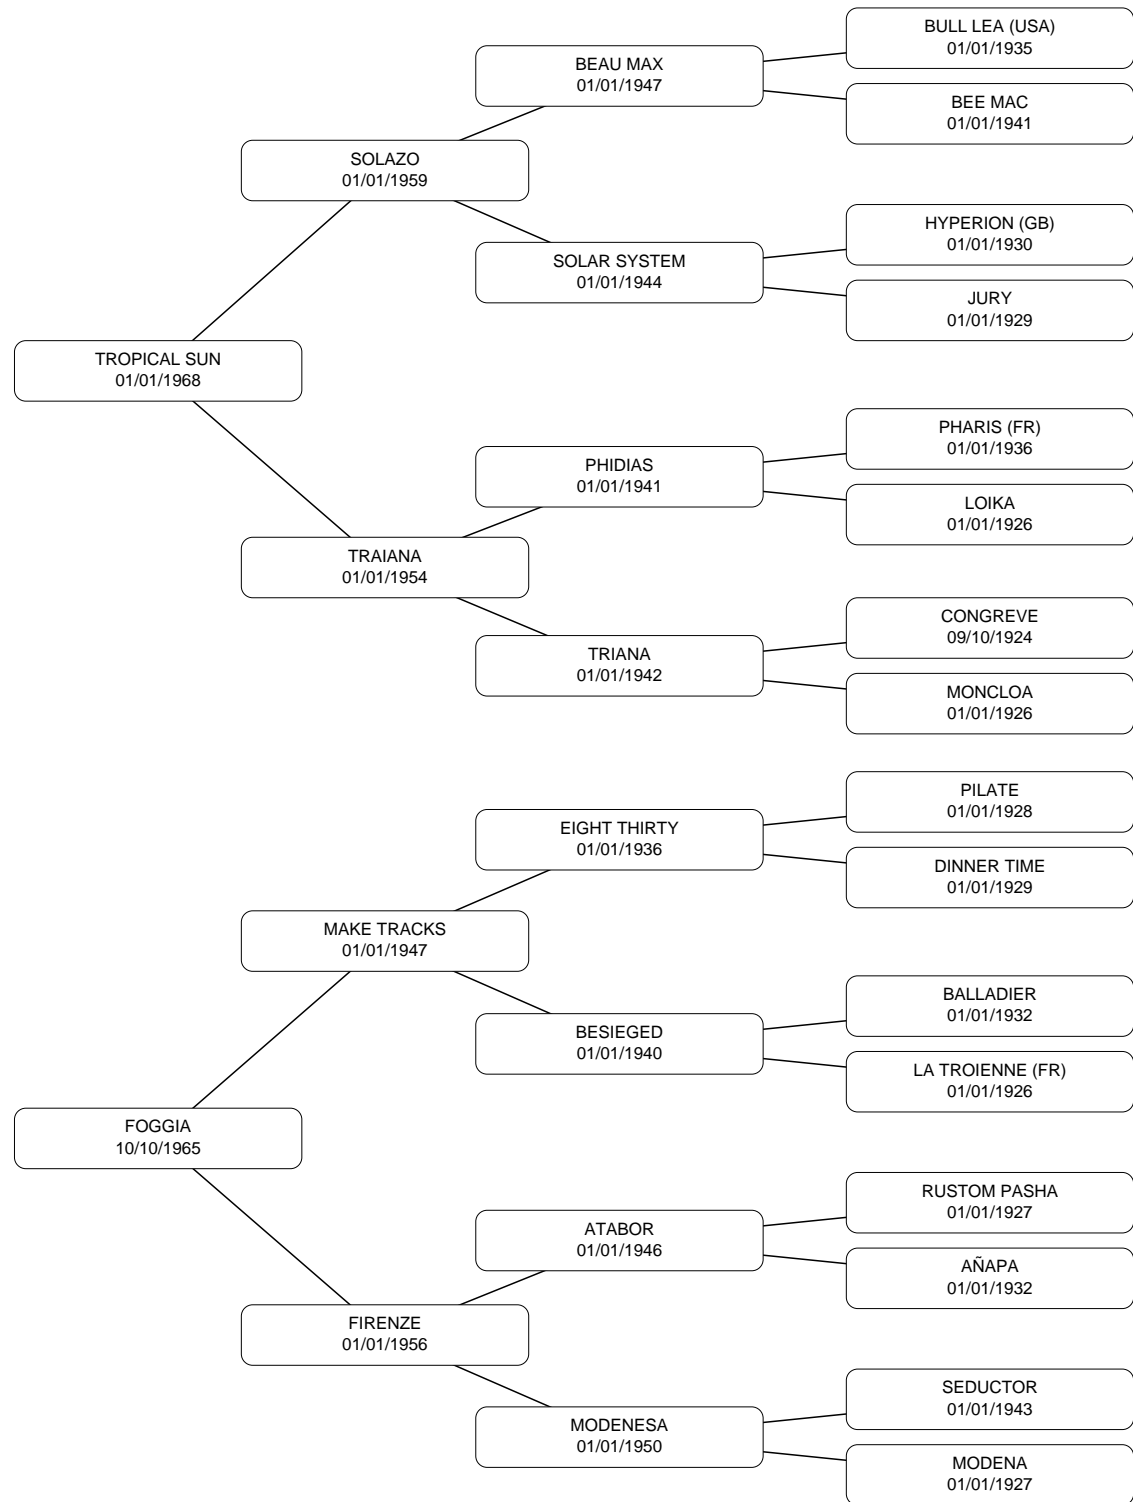 BULL LEA (USA)
01/01/1935
BEAU MAX
01/01/1947
BEE MAC
01/01/1941
SOLAZO
01/01/1959
HYPERION (GB)
01/01/1930
SOLAR SYSTEM
01/01/1944
JURY
01/01/1929
TROPICAL SUN
01/01/1968
PHARIS (FR)
01/01/1936
PHIDIAS
01/01/1941
LOIKA
01/01/1926
TRAIANA
01/01/1954
CONGREVE
09/10/1924
TRIANA
01/01/1942
MONCLOA
01/01/1926
PILATE
01/01/1928
EIGHT THIRTY
01/01/1936
DINNER TIME
01/01/1929
MAKE TRACKS
01/01/1947
BALLADIER
01/01/1932
BESIEGED
01/01/1940
LA TROIENNE (FR)
01/01/1926
FOGGIA
10/10/1965
RUSTOM PASHA
01/01/1927
ATABOR
01/01/1946
AÑAPA
01/01/1932
FIRENZE
01/01/1956
SEDUCTOR
01/01/1943
MODENESA
01/01/1950
MODENA
01/01/1927